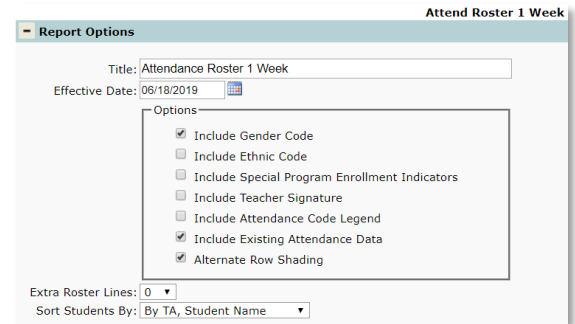 Attend Roster 1 Week
Report Options
Title: Attendance Roster 1 Week
Effective Date: 06/18/2019
Options
Include Gender Code
Include Ethnic Code
Include Special Program Enrollment Indicators
Include Teacher Signature
Include Attendance Code Legend
Include Existing Attendance Data
Alternate Row Shading
Extra Roster Lines: 0
Sort Students By: By TA, Student Name